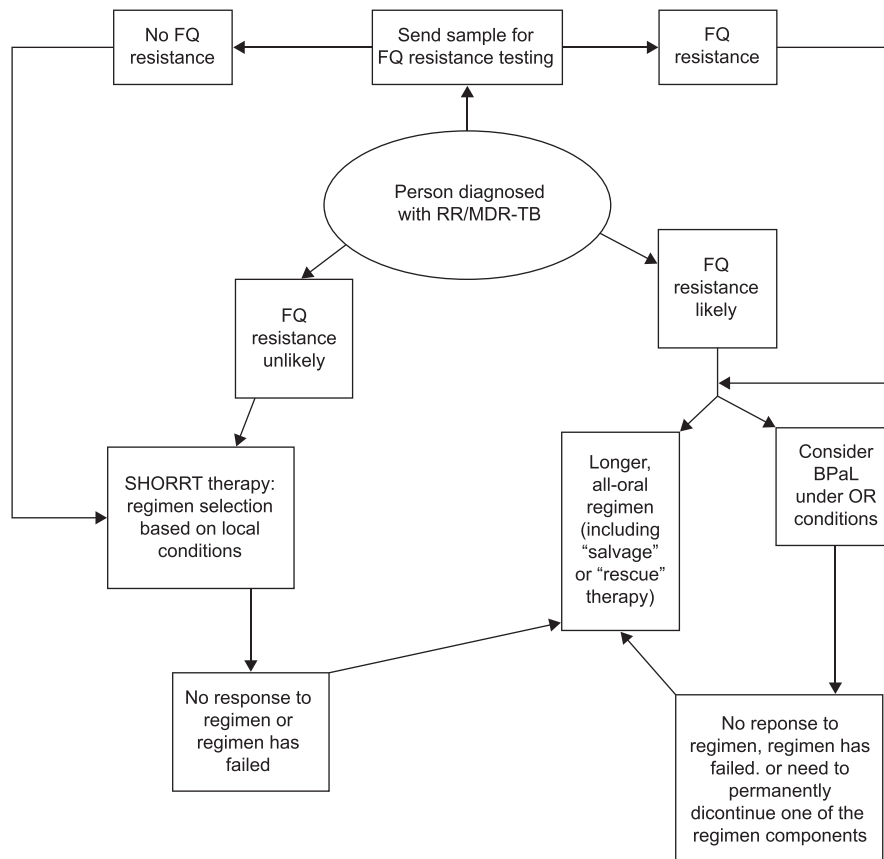 No FQ
resistance
Send sample for
FQ resistance testing
FQ
resistance
Person diagnosed
with RR/MDR-TB
FQ
resistance
unlikely
FQ
resistance
likely
SHORRT therapy:
regimen selection
based on local
conditions
Longer,
all-oral
regimen
(including
“salvage”
or “rescue”
therapy)
Consider
BPaL
under OR
conditions
No response to
regimen or
regimen has
failed
No reponse to
regimen, regimen has
failed. or need to
permanently
dicontinue one of the
regimen components